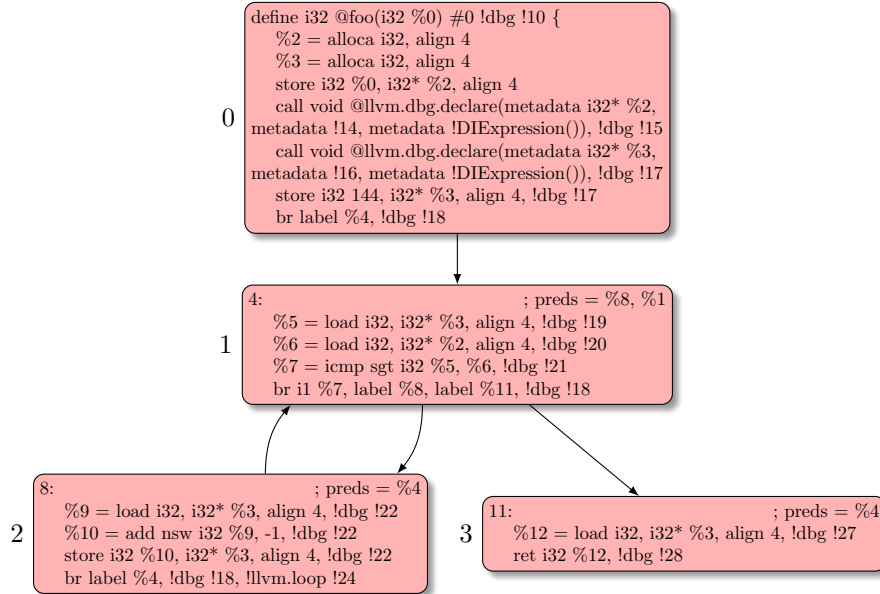 define i32 @foo(i32 %0) #0 !dbg !10 {
%2 = alloca i32, align 4
%3 = alloca i32, align 4
store i32 %0, i32* %2, align 4
call void @llvm.dbg.declare(metadata i32* %2,
metadata !14, metadata !DIExpression()), !dbg !15
call void @llvm.dbg.declare(metadata i32* %3,
metadata !16, metadata !DIExpression()), !dbg !17
store i32 144, i32* %3, align 4, !dbg !17
br label %4, !dbg !18
0
4: ; preds = %8, %1
%5 = load i32, i32* %3, align 4, !dbg !19
%6 = load i32, i32* %2, align 4, !dbg !20
%7 = icmp sgt i32 %5, %6, !dbg !21
br i1 %7, label %8, label %11, !dbg !18
1
8: ; preds = %4
%9 = load i32, i32* %3, align 4, !dbg !22
%10 = add nsw i32 %9, -1, !dbg !22
store i32 %10, i32* %3, align 4, !dbg !22
br label %4, !dbg !18, !llvm.loop !24
2
11: ; preds = %4
%12 = load i32, i32* %3, align 4, !dbg !27
ret i32 %12, !dbg !28
3